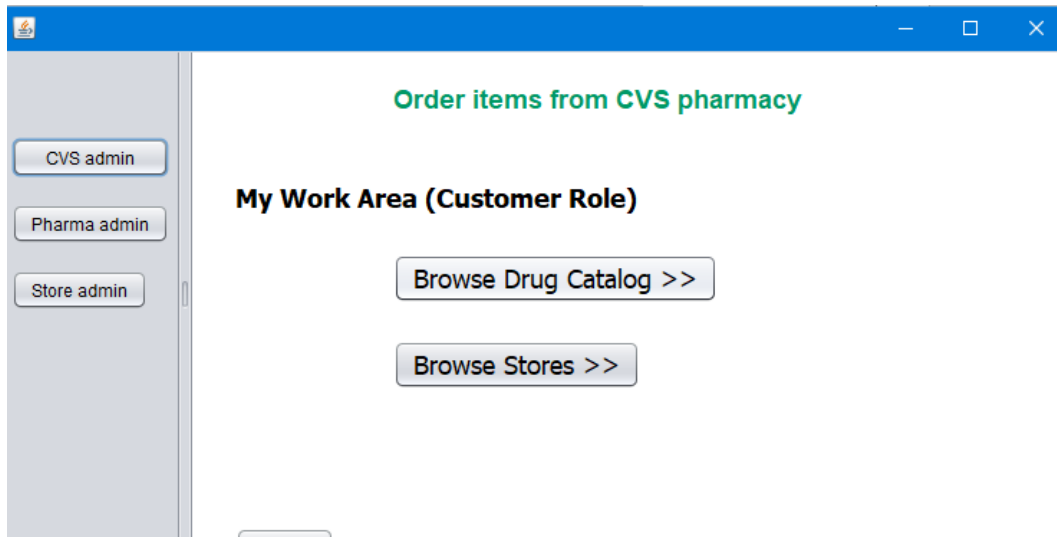 Order items from CVS pharmacy
CVS admin
Pharma admin
Store admin
My Work Area (Customer Role)
Browse Drug Catalog >>
Browse Stores >>